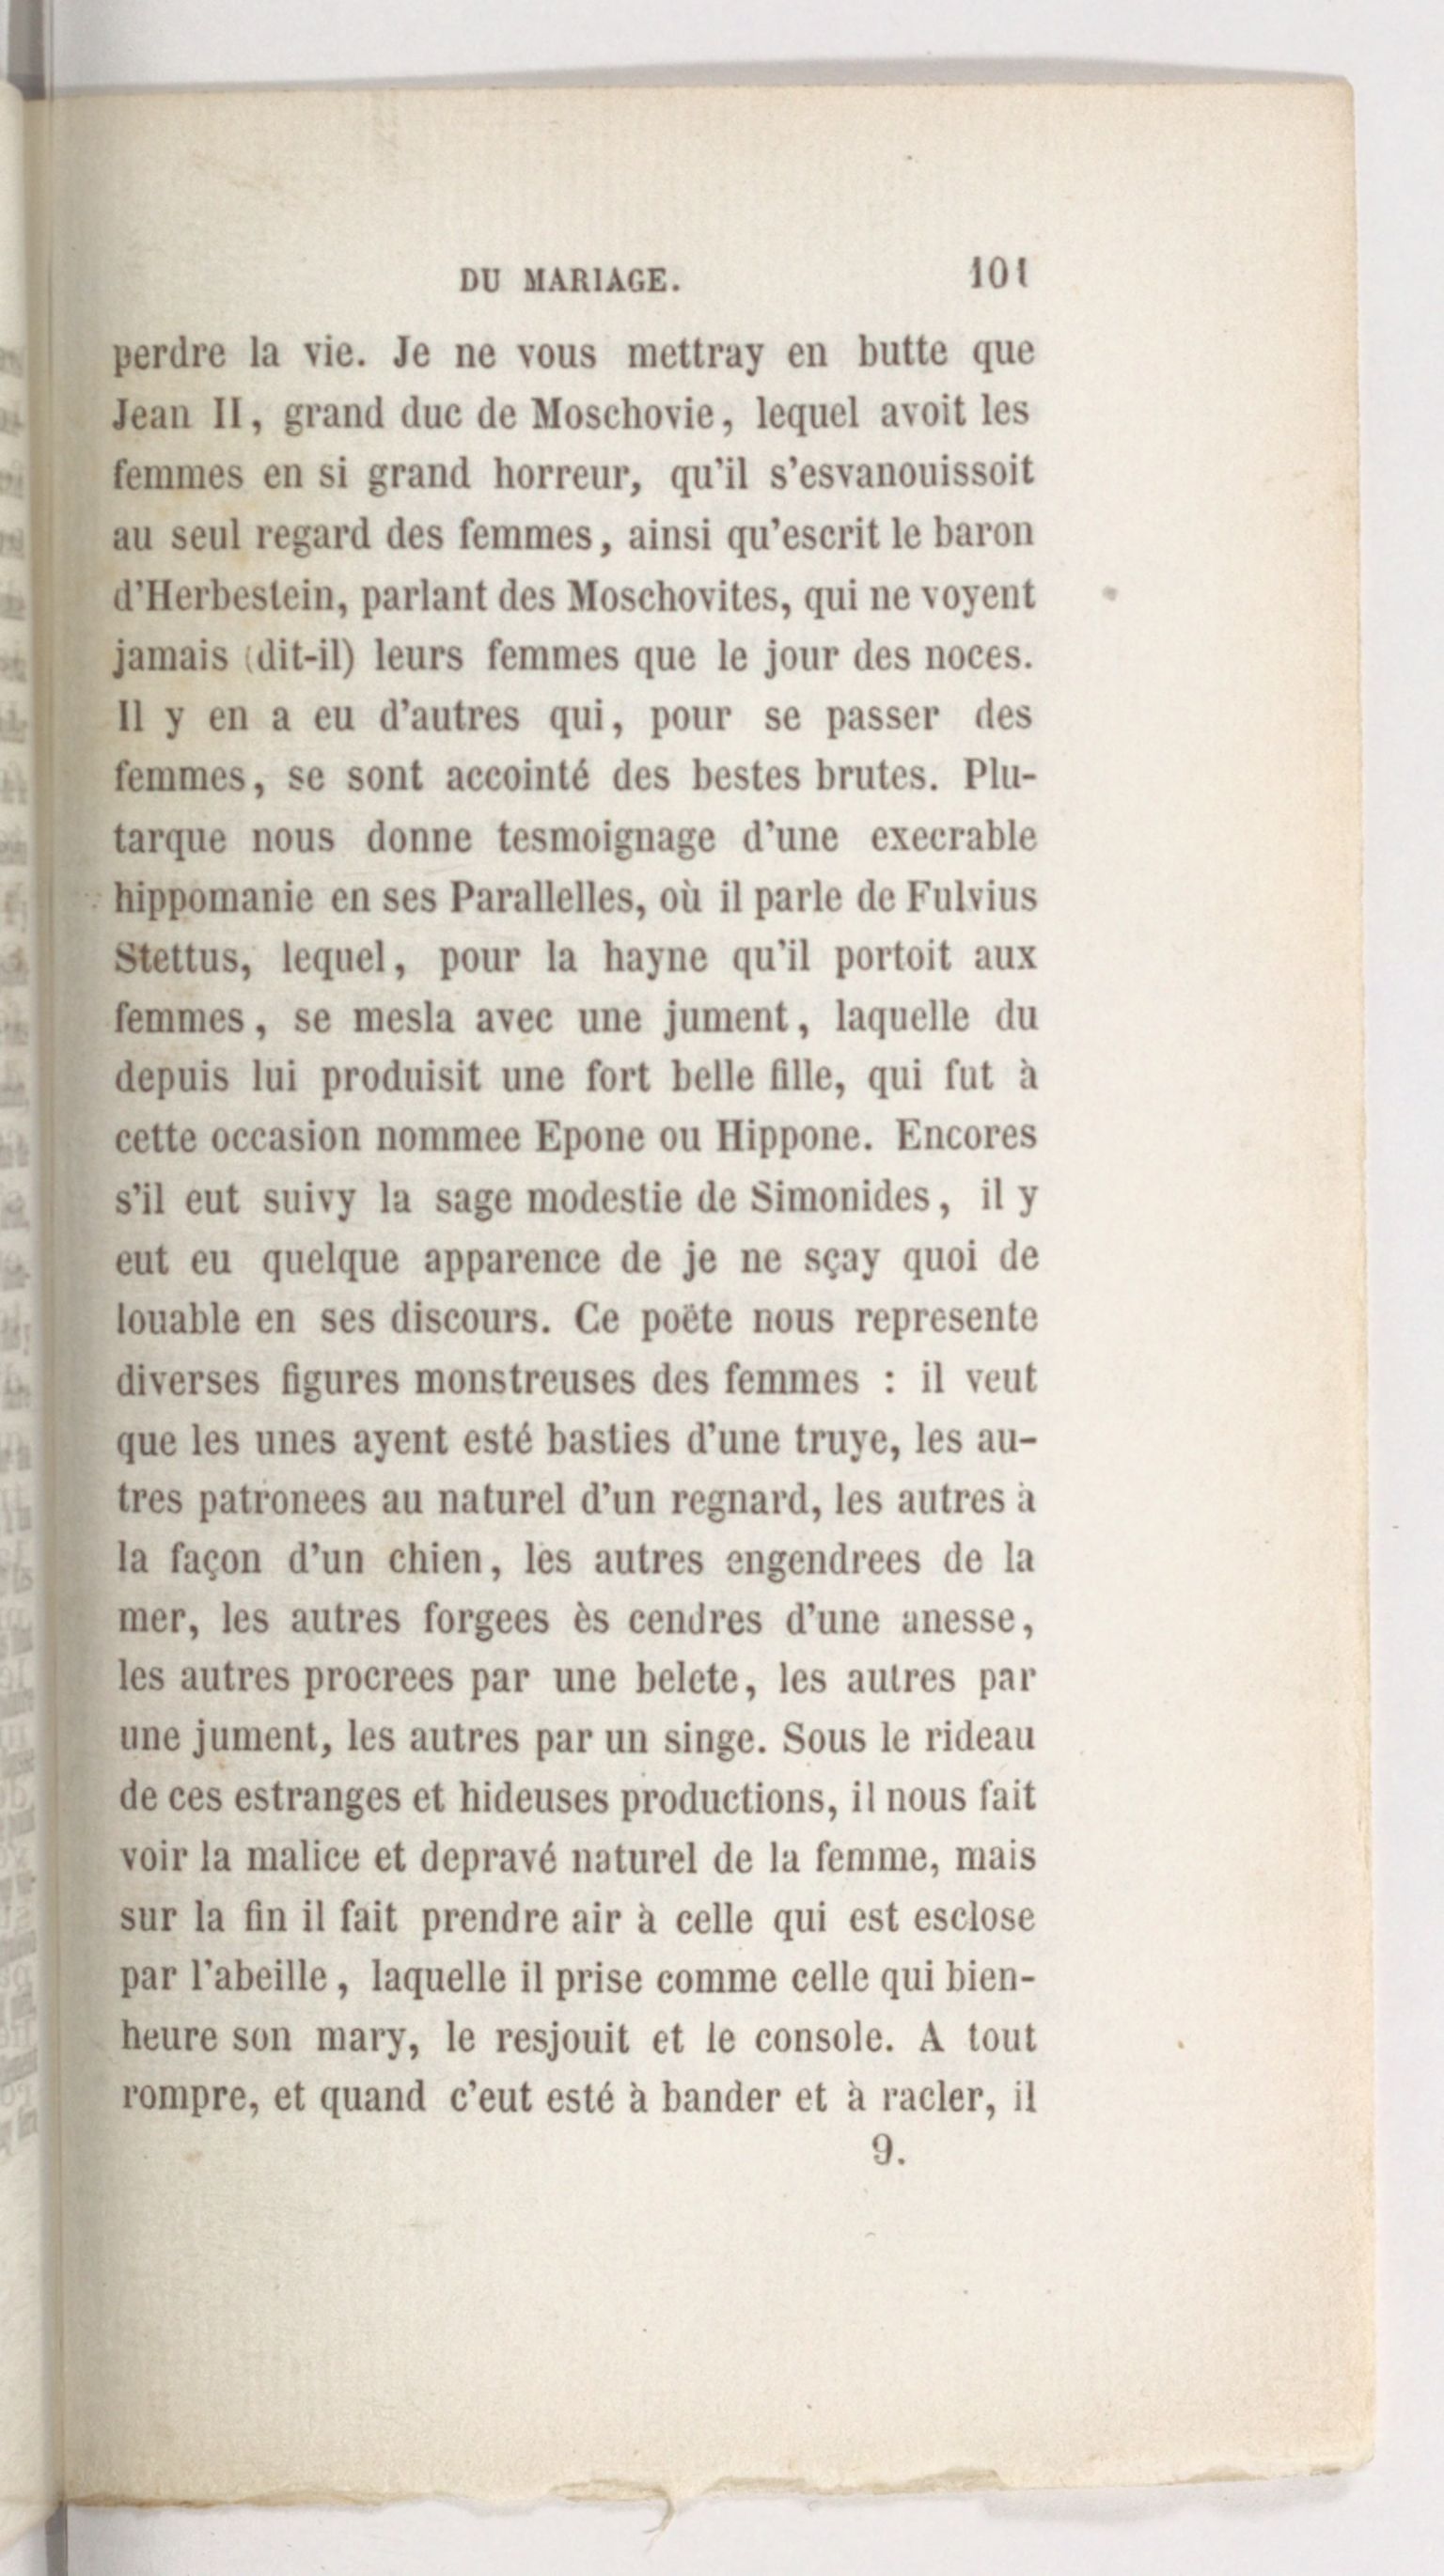 DU MARIAGE. 101
perdre la vie. Je ne vous mettray en butte que
Jean II, grand duc de Moschovie, lequel avoit les
femmes en si grand horreur, qu'il s'esvanouissoit
au seul regard des femmes, ainsi qu'escrit le baron
d'Herbestein, parlant des Moschovites, qui ne voyent
jamais (dit-il) leurs femmes que le jour des noces.
Il y en a eu d'autres qui, pour se passer des
femmes, se sont accointé des bestes brutes. Plu-
tarque nous donne tesmoignage d'une execrable
hippomanie en ses Parallelles, où il parle de Fulvius
Stettus, lequel, pour la hayne qu'il portoit aux
femmes, se mesla avec une jument, laquelle du
depuis lui produisit une fort belle fille, qui fut à
cette occasion nommee Epone ou Hippone. Encores
s'il eut suivy la sage modestie de Simonides, il y
eut eu quelque apparence de je ne sçay quoi de
louable en ses discours. Ce poëte nous represente
diverses figures monstreuses des femmes : il veut
que les unes ayent esté basties d'une truye, les au-
tres patronees au naturel d'un regnard, les autres à
la façon d'un chien, les autres engendrees de la
mer, les autres forgees ès cendres d'une anesse,
les autres procrees par une belete, les autres par
une jument, les autres par un singe. Sous le rideau
de ces estranges et hideuses productions, il nous fait
voir la malice et depravé naturel de la femme, mais
sur la fin il fait prendre air à celle qui est esclose
par l'abeille, laquelle il prise comme celle qui bien-
heure son mary, le resjouit et le console. A tout
rompre, et quand c'eut esté à bander et à racler, il
9.